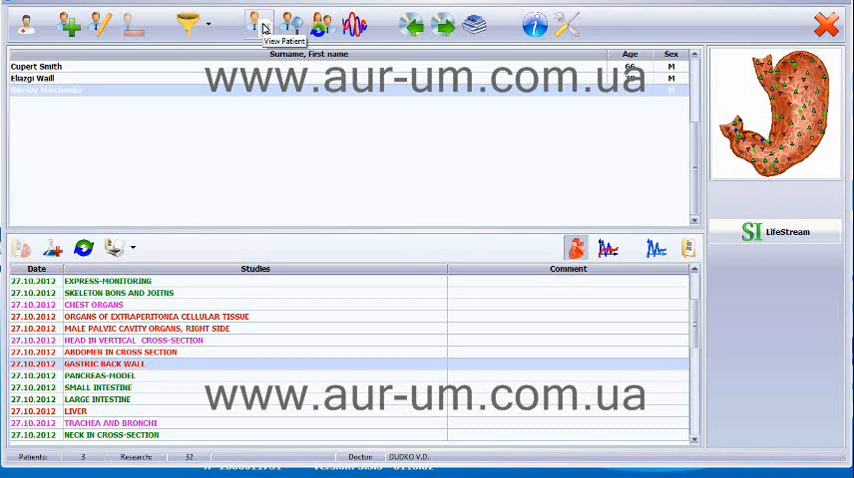 View Patient
Surname, First name Age Sex
Cupert Smith 66 M
Eliazgi Wall M
Nikolay Marchenko M
www.aur-um.com.ua
SI LifeStream
Date Studies Comment
27.10.2012 EXPRESS-MONITORING
27.10.2012 SKELETON BONS AND JOITNS
27.10.2012 CHEST ORGANS
27.10.2012 ORGANS OF EXTRAPERITONEA CELLULAR TISSUE
27.10.2012 MALE PALVIC CAVITY ORGANS, RIGHT SIDE
27.10.2012 HEAD IN VERTICAL CROSS-SECTION
27.10.2012 ABDOMEN IN CROSS SECTION
27.10.2012 GASTRIC BACK WALL
27.10.2012 PANCREAS-MODEL
27.10.2012 SMALL INTESTINE
27.10.2012 LARGE INTESTINE
27.10.2012 LIVER
27.10.2012 TRACHEA AND BRONCHI
27.10.2012 NECK IN CROSS-SECTION
www.aur-um.com.ua
Patients: 3 Research: 32 Doctor: DUDKO V.D.